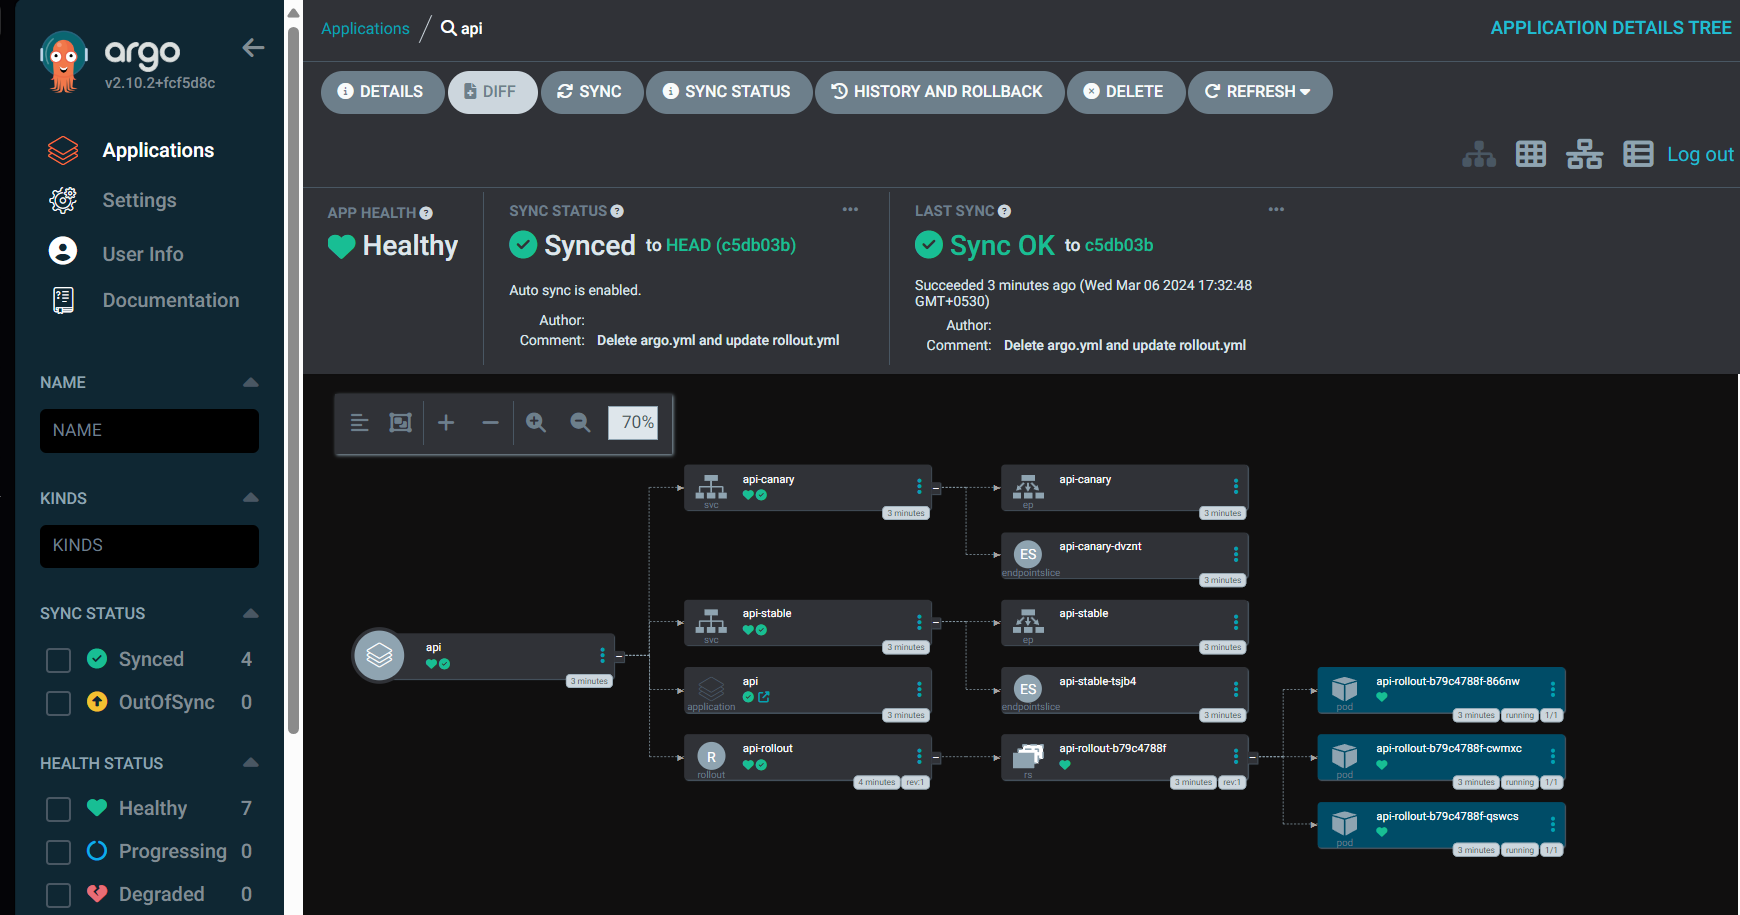 argo
v2.10.2+fcf5d8c
Applications
Settings
User Info
Documentation
NAME
NAME
KINDS
KINDS
SYNC STATUS
Synced 4
OutOfSync 0
HEALTH STATUS
Healthy 7
Progressing 0
Degraded 0
Applications / api
APPLICATION DETAILS TREE
DETAILS DIFF SYNC SYNC STATUS HISTORY AND ROLLBACK DELETE REFRESH
Log out
APP HEALTH
Healthy
SYNC STATUS
Synced to HEAD (c5db03b)
Auto sync is enabled.
Author:
Comment: Delete argo.yml and update rollout.yml
LAST SYNC
Sync OK to c5db03b
Succeeded 3 minutes ago (Wed Mar 06 2024 17:32:48
GMT+0530)
Author:
Comment: Delete argo.yml and update rollout.yml
70%
api
3 minutes
api-canary
svc
3 minutes
api-stable
svc
3 minutes
api
application
3 minutes
R
api-rollout
rollout
4 minutes rev:1
api-canary
ep
3 minutes
ES
api-canary-dvznt
endpointslice
3 minutes
api-stable
ep
3 minutes
ES
api-stable-tsjb4
endpointslice
3 minutes
api-rollout-b79c4788f
rs
3 minutes rev:1
api-rollout-b79c4788f-866nw
pod
3 minutes running 1/1
api-rollout-b79c4788f-cwmxc
pod
3 minutes running 1/1
api-rollout-b79c4788f-qswcs
pod
3 minutes running 1/1